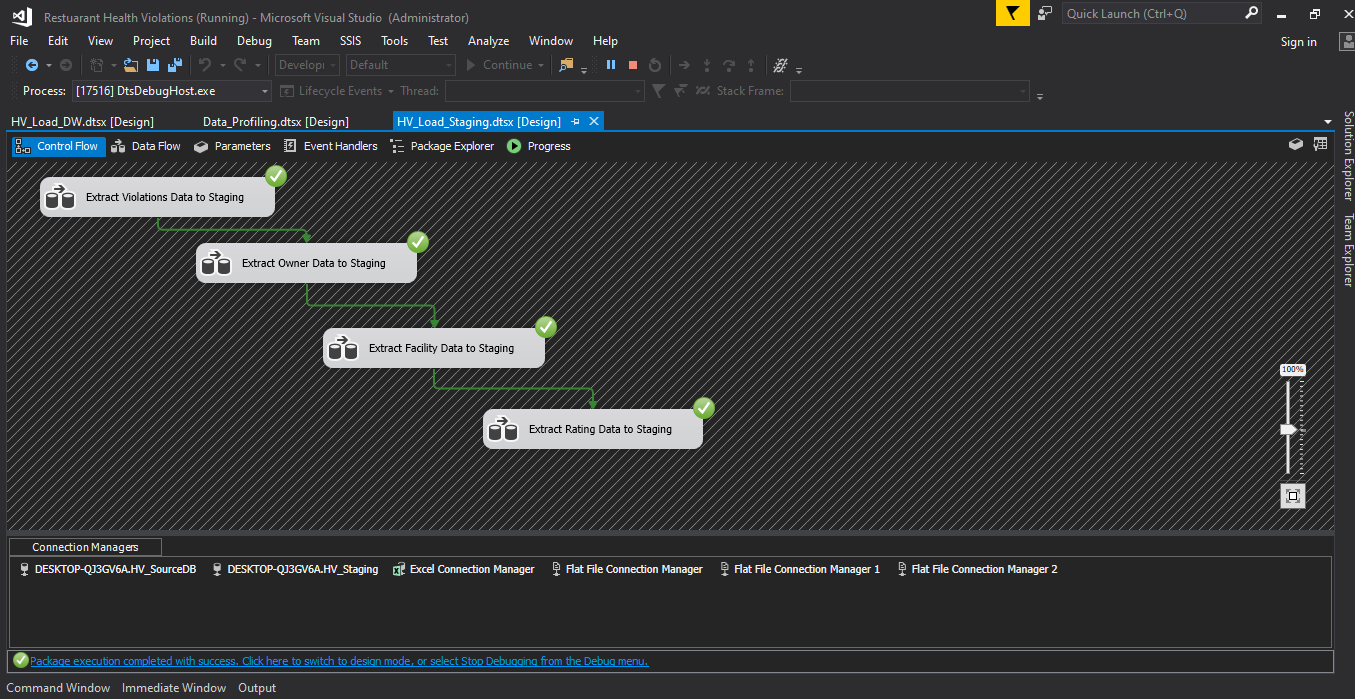 Restuarant Health Violations (Running) - Microsoft Visual Studio (Administrator)
Quick Launch (Ctrl+Q)
File Edit View Project Build Debug Team SSIS Tools Test Analyze Window Help
Sign in
Developi Default Continue
Process: [17516] DtsDebugHost.exe Lifecycle Events Thread: Stack Frame:
HV_Load_DW.dtsx [Design] Data_Profiling.dtsx [Design] HV_Load_Staging.dtsx [Design]
Control Flow Data Flow Parameters Event Handlers Package Explorer Progress
Solution Explorer
Team Explorer
Extract Violations Data to Staging
Extract Owner Data to Staging
Extract Facility Data to Staging
Extract Rating Data to Staging
100%
Connection Managers
DESKTOP-QJ3GV6A.HV_SourceDB DESKTOP-QJ3GV6A.HV_Staging Excel Connection Manager Flat File Connection Manager Flat File Connection Manager 1 Flat File Connection Manager 2
Package execution completed with success. Click here to switch to design mode, or select Stop Debugging from the Debug menu.
Command Window Immediate Window Output